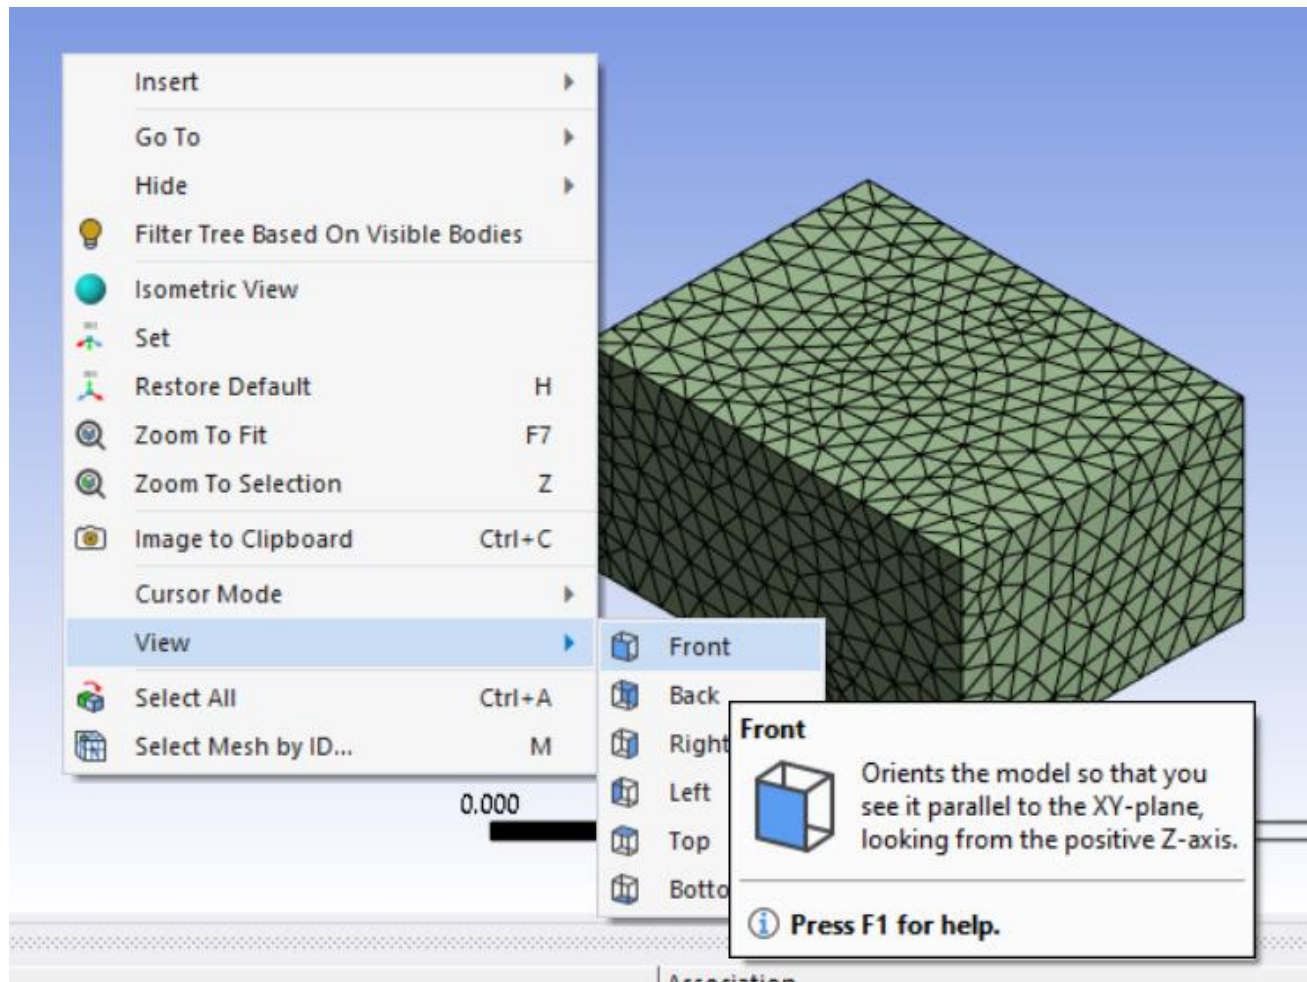 Insert
Go To
Hide
Filter Tree Based On Visible Bodies
Isometric View
Set
Restore Default H
Zoom To Fit F7
Zoom To Selection Z
Image to Clipboard Ctrl+C
Cursor Mode
View
Select All Ctrl+A
Select Mesh by ID... M
0.000
Front
Back
Right
Left
Top
Botto
Front
Orients the model so that you
see it parallel to the XY-plane,
looking from the positive Z-axis.
Press F1 for help.
Association